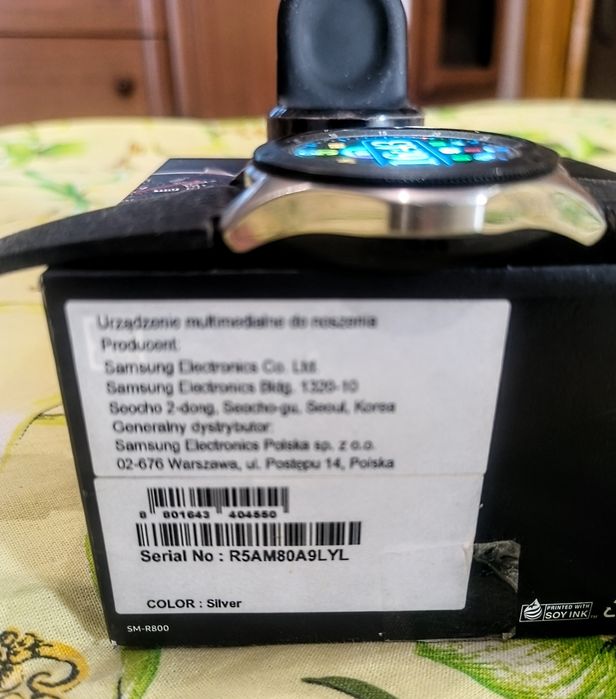 Urządzenie multimedialne do noszenia
Producent:
Samsung Electronics Co. Ltd.
Samsung Electronics Bldg. 1320-10
Seocho 2-dong, Seocho-gu, Seoul, Korea
Generalny dystrybutor:
Samsung Electronics Polska sp. z o.o.
02-676 Warszawa, ul. Postępu 14, Polska
8 801643 404550
Serial No : R5AM80A9LYL
COLOR : Silver
SM-R800
PRINTED WITH
SOY INK™